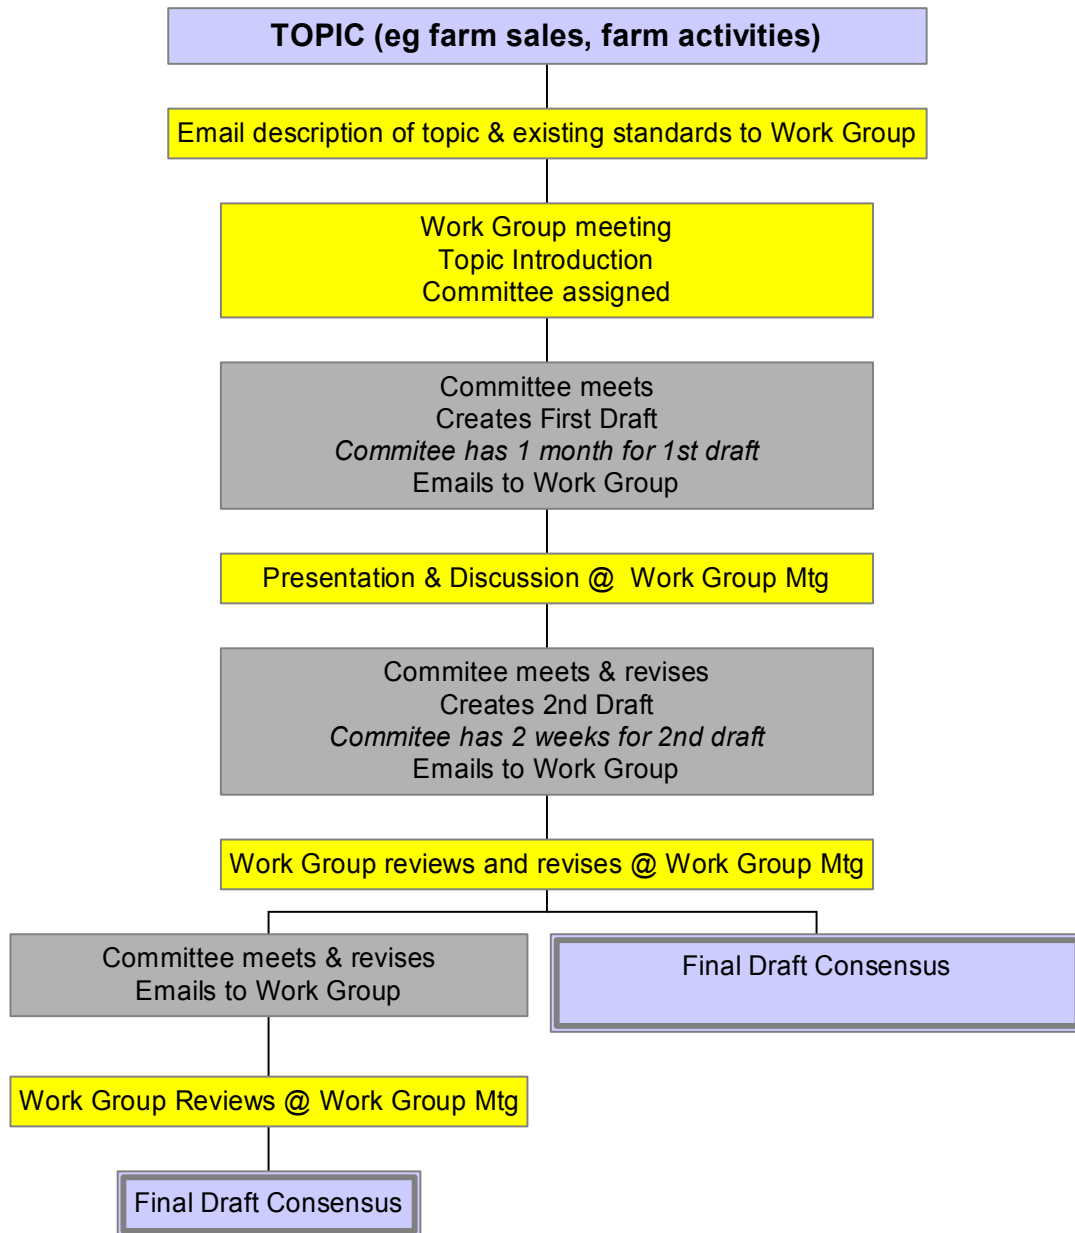 TOPIC (eg farm sales, farm activities)
Email description of topic & existing standards to Work Group
Work Group meeting
Topic Introduction
Committee assigned
Committee meets
Creates First Draft
Commitee has 1 month for 1st draft
Emails to Work Group
Presentation & Discussion @ Work Group Mtg
Commitee meets & revises
Creates 2nd Draft
Commitee has 2 weeks for 2nd draft
Emails to Work Group
Work Group reviews and revises @ Work Group Mtg
Committee meets & revises
Emails to Work Group
Final Draft Consensus
Work Group Reviews @ Work Group Mtg
Final Draft Consensus